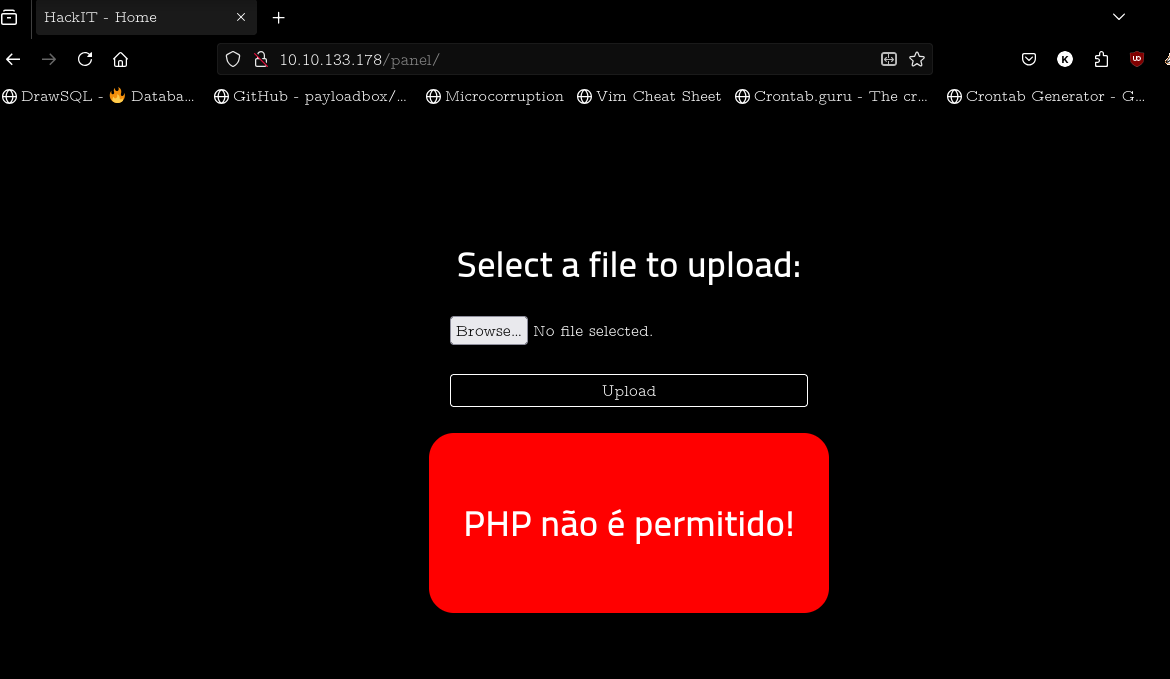 HackIT - Home
10.10.133.178/panel/
DrawSQL - 🔥 Databa...
GitHub - payloadbox/...
Microcorruption
Vim Cheat Sheet
Crontab.guru - The cr...
Crontab Generator - G...
Select a file to upload:
Browse... No file selected.
Upload
PHP não é permitido!